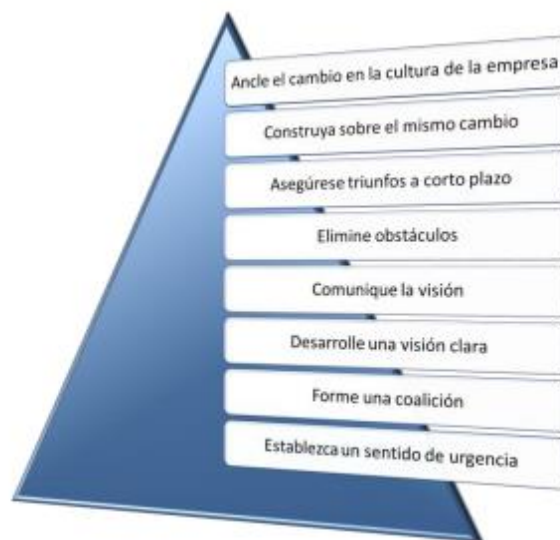 Ancle el cambio en la cultura de la empresa
Construya sobre el mismo cambio
Asegúrese triunfos a corto plazo
Elimine obstáculos
Comunique la visión
Desarrolle una visión clara
Forme una coalición
Establezca un sentido de urgencia